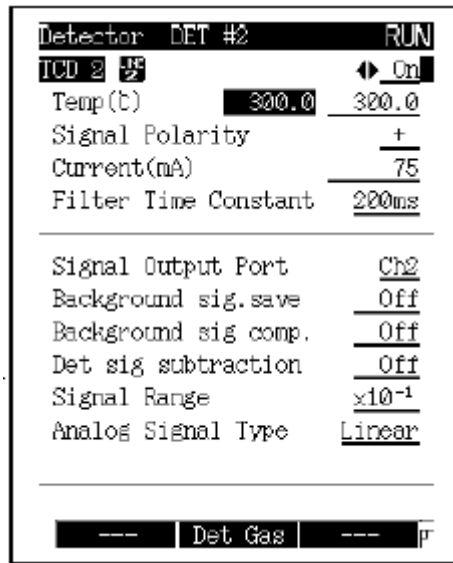 Detector DET #2 RUN
TCD 2 On
Temp(C) 300.0 300.0
Signal Polarity +
Current(mA) 75
Filter Time Constant 200ms
Signal Output Port Ch2
Background sig.save Off
Background sig comp. Off
Det sig subtraction Off
Signal Range x10⁻¹
Analog Signal Type Linear
--- Det Gas ---